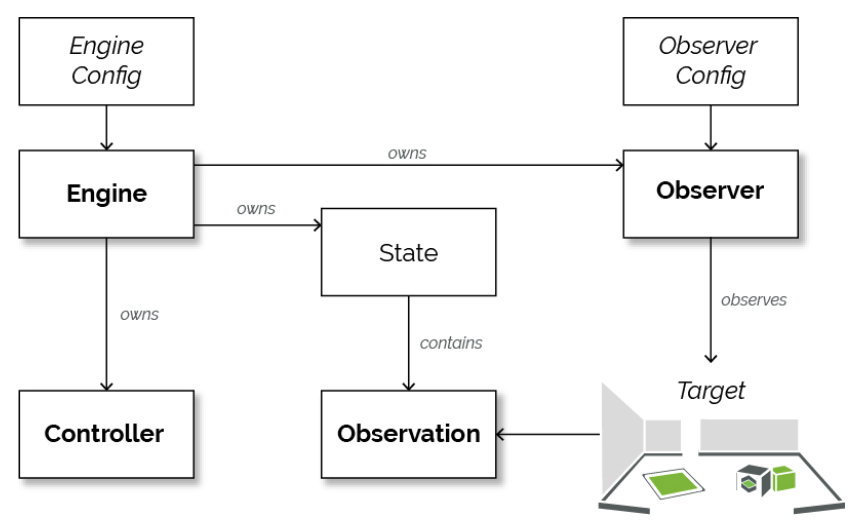 Engine
Config
Observer
Config
owns
Engine
Observer
owns
State
owns
observes
contains
Target
Controller
Observation